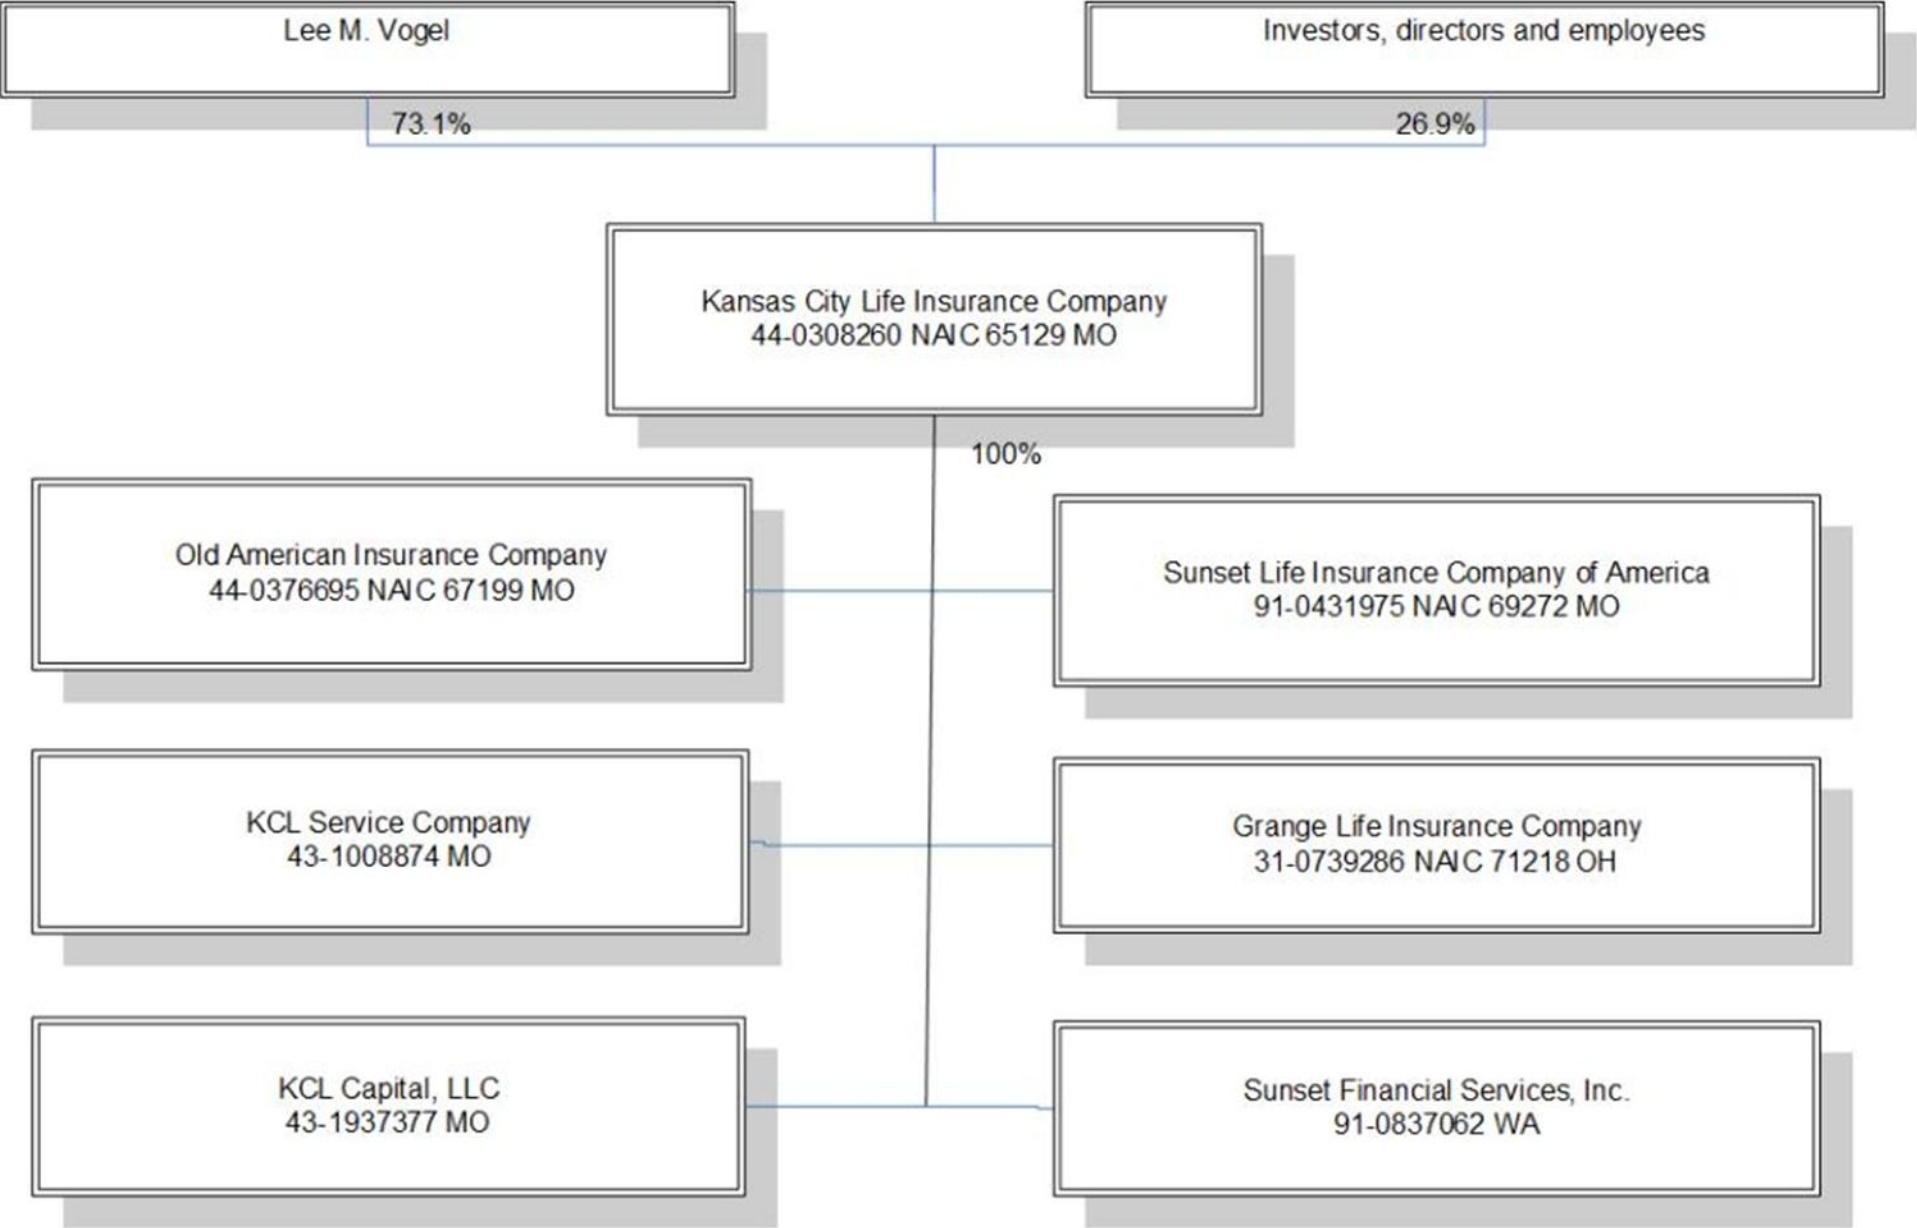 Lee M. Vogel
Investors, directors and employees
73.1%
26.9%
Kansas City Life Insurance Company
44-0308260 NAIC 65129 MO
100%
Old American Insurance Company
44-0376695 NAIC 67199 MO
Sunset Life Insurance Company of America
91-0431975 NAIC 69272 MO
KCL Service Company
43-1008874 MO
Grange Life Insurance Company
31-0739286 NAIC 71218 OH
KCL Capital, LLC
43-1937377 MO
Sunset Financial Services, Inc.
91-0837062 WA